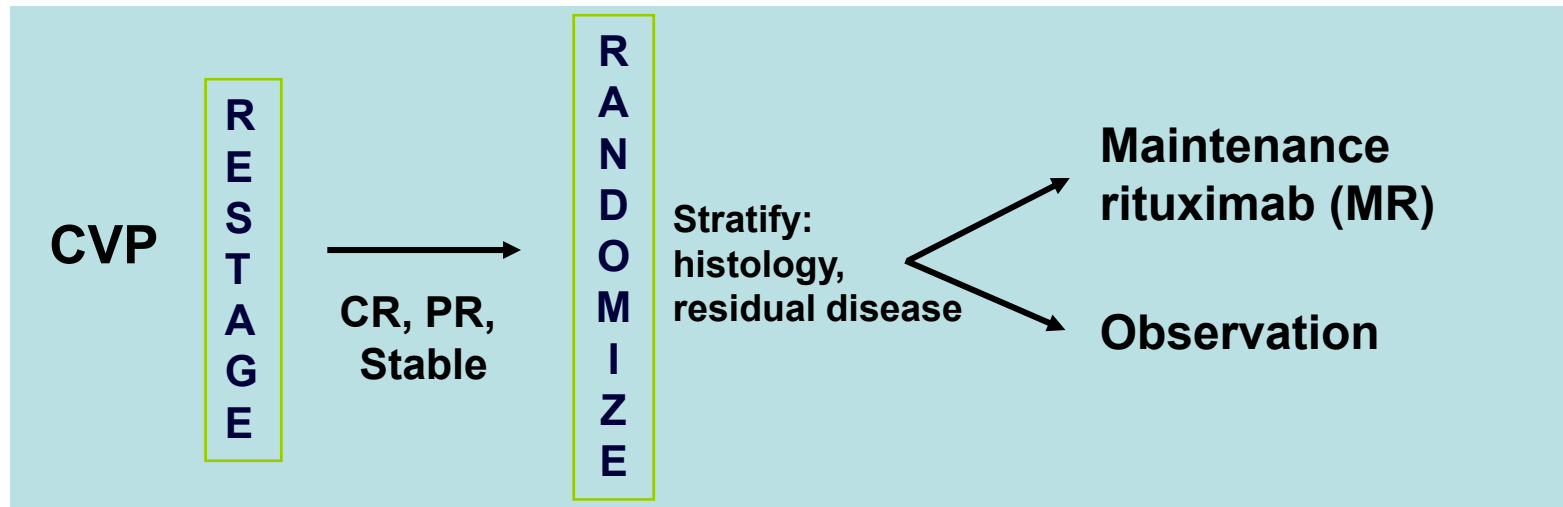 CVP
RESTAGE
CR, PR,
Stable
RANDOMIZE
Stratify:
histology,
residual disease
Maintenance
rituximab (MR)
Observation